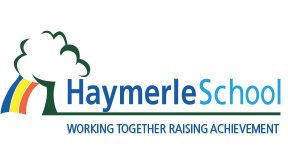 HaymerleSchool
WORKING TOGETHER RAISING ACHIEVEMENT